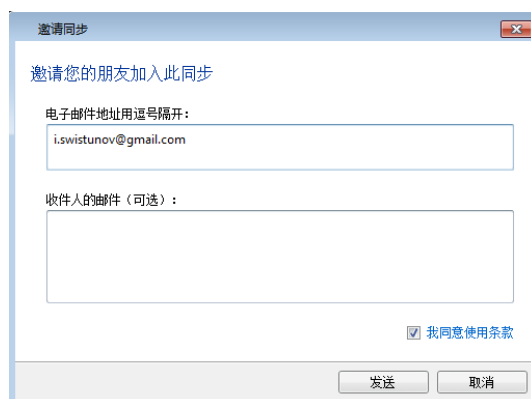 邀请同步
邀请您的朋友加入此同步
电子邮件地址用逗号隔开：
i.swistunov@gmail.com
收件人的邮件（可选）：
我同意使用条款
发送
取消